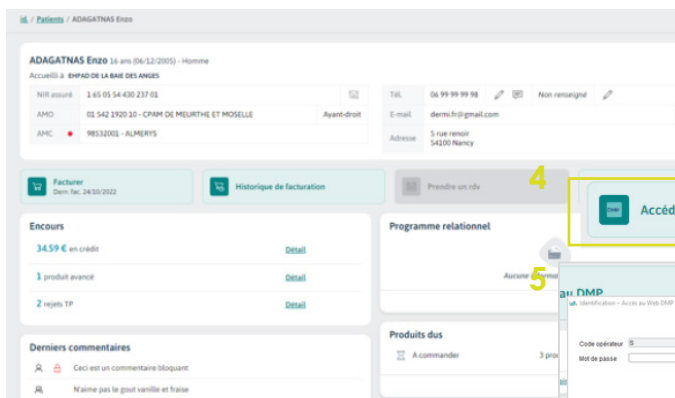 id. / Patients / ADAGATNAS Enzo
ADAGATNAS Enzo 16 ans (06/12/2005) - Homme
Accueilli à EHPAD DE LA BAIE DES ANGES
NIR assuré 1 65 05 54 430 237 01
AMO 01 542 1920 10 - CPAM DE MEURTHE ET MOSELLE Ayant-droit
AMC 98532001 - ALMERYS
Tél. 06 99 99 99 98 Non renseigné
E-mail dermi.fr@gmail.com
Adresse 5 rue renoir
54100 Nancy
Facturer
Dern. fac. 24/10/2022
Historique de facturation
Prendre un rdv
4
DMP
Accéd
Encours
34.59 € en crédit Détail
1 produit avancé Détail
2 rejets TP Détail
Programme relationnel
Aucune informa
5
au DMP
id. Identification - Accès au Web DMP
Code opérateur S
Mot de passe
Produits dus
A commander 3 pro
Derniers commentaires
Ceci est un commentaire bloquant
N'aime pas le gout vanille et fraise